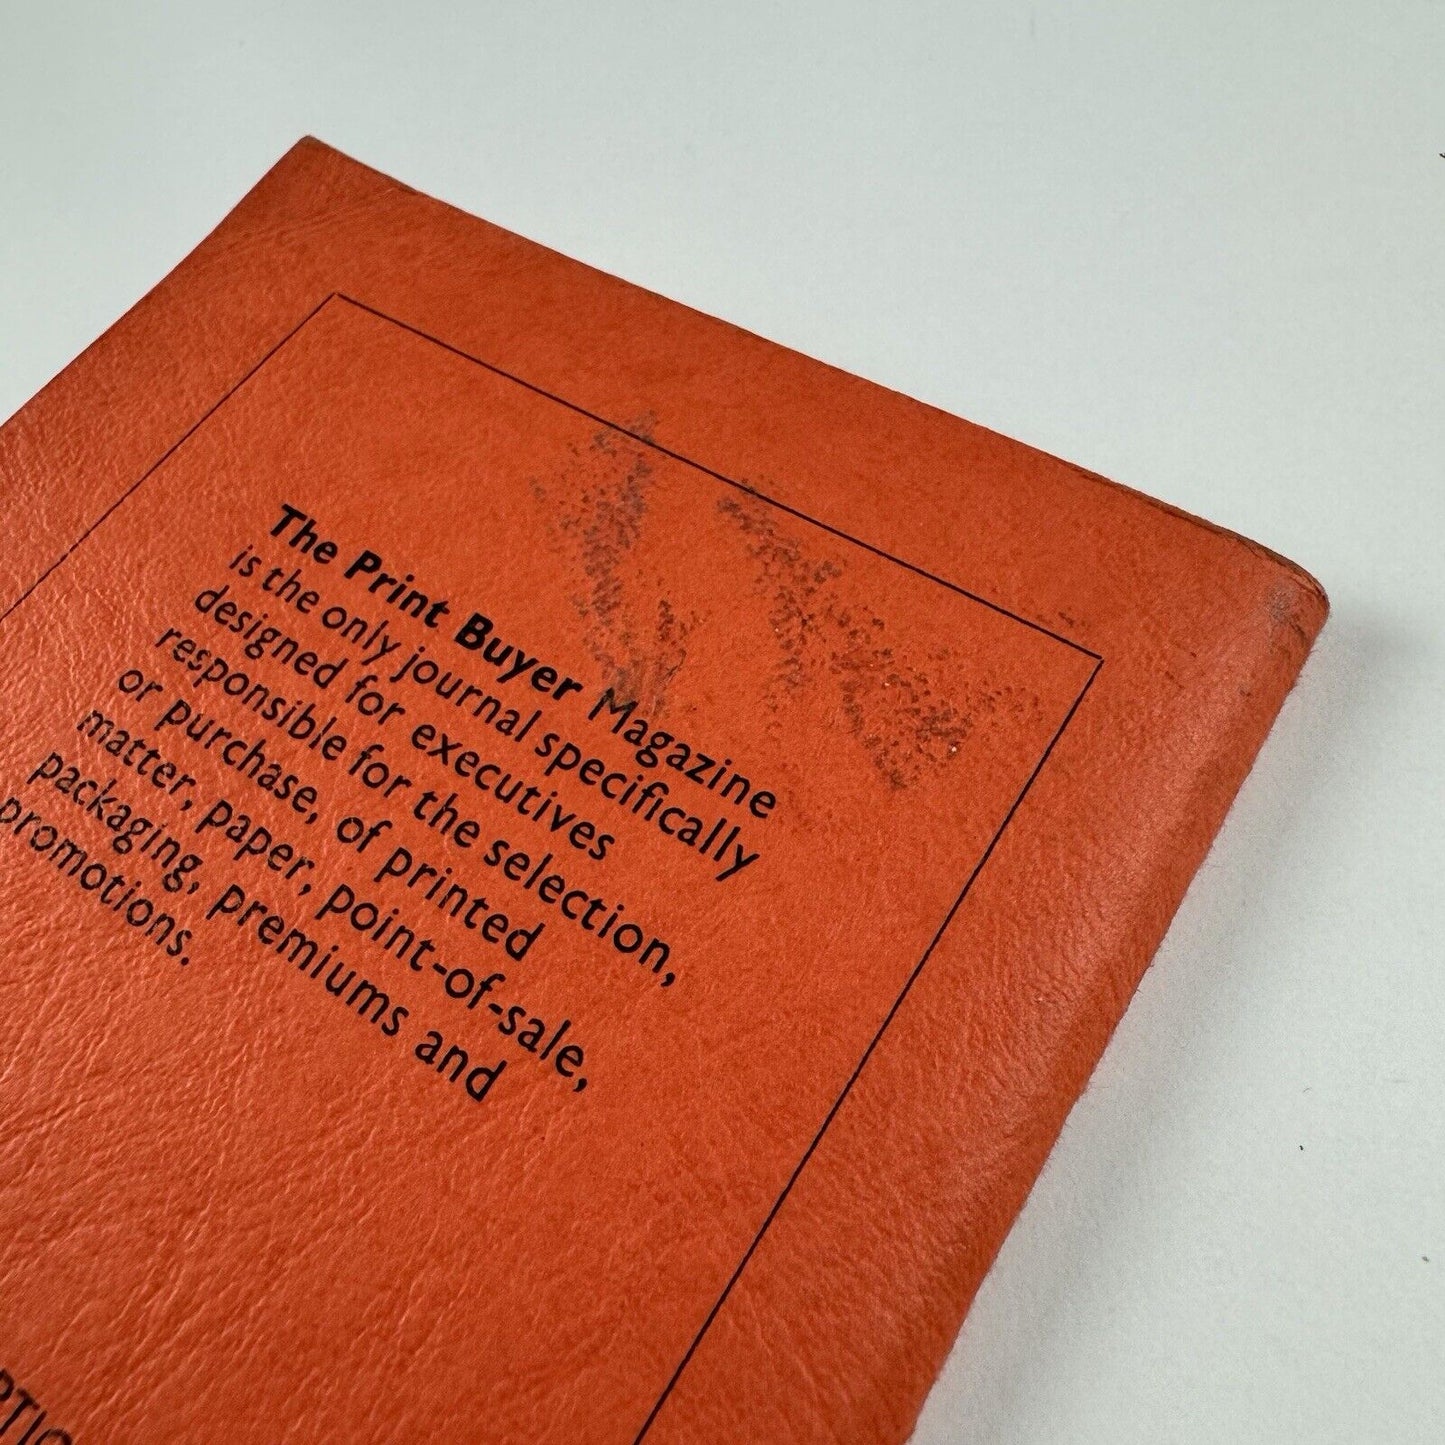 The Print Buyer Magazine
is the only journal specifically
designed for executives
responsible for the selection,
or purchase, of printed
matter, paper, point-of-sale,
packaging, premiums and
promotions.